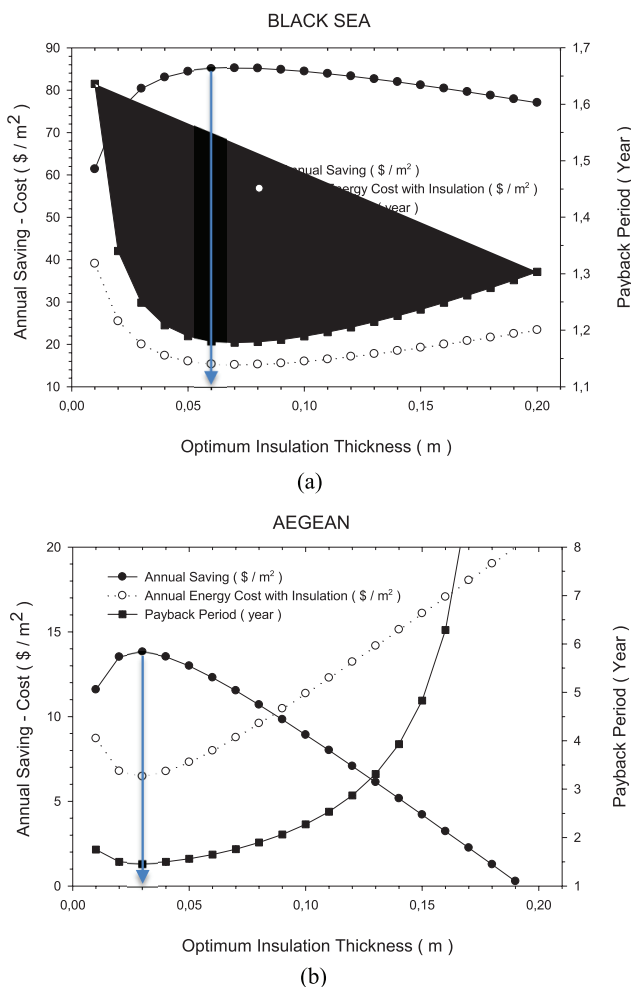 BLACK SEA
90
80
70
60
50
40
30
20
10
1,7
1,6
1,5
1,4
1,3
1,2
1,1
Annual Saving - Cost ( $ / m2 )
Payback Period ( Year )
nnual Saving ( $ / m2 )
ergy Cost with Insulation ( $ / m2 )
year )
0,00 0,05 0,10 0,15 0,20
Optimum Insulation Thickness ( m )
(a)
AEGEAN
20
15
10
5
0
8
7
6
5
4
3
2
1
Annual Saving - Cost ( $ / m2 )
Payback Period ( Year )
Annual Saving ( $ / m2 )
Annual Energy Cost with Insulation ( $ / m2 )
Payback Period ( year )
0,00 0,05 0,10 0,15 0,20
Optimum Insulation Thickness ( m )
(b)